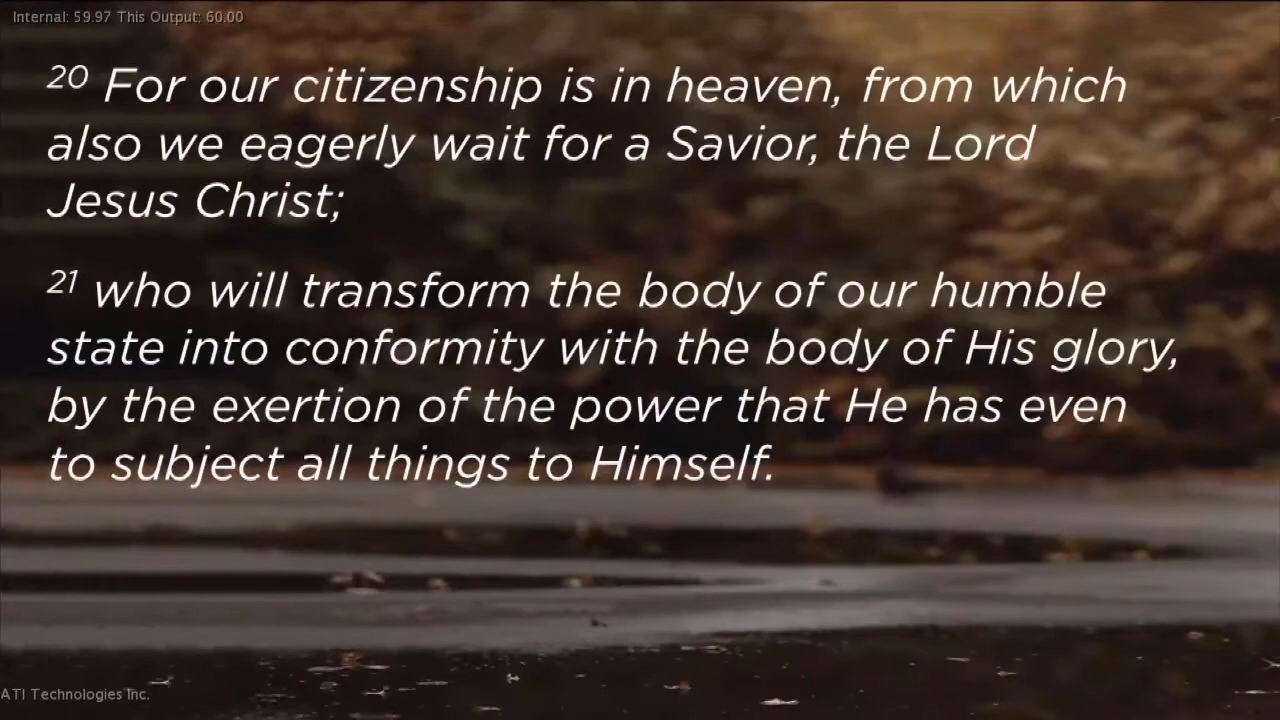 Internal: 59.97 This Output: 60.00
20 For our citizenship is in heaven, from which
also we eagerly wait for a Savior, the Lord
Jesus Christ;
21 who will transform the body of our humble
state into conformity with the body of His glory,
by the exertion of the power that He has even
to subject all things to Himself.
ATI Technologies Inc.